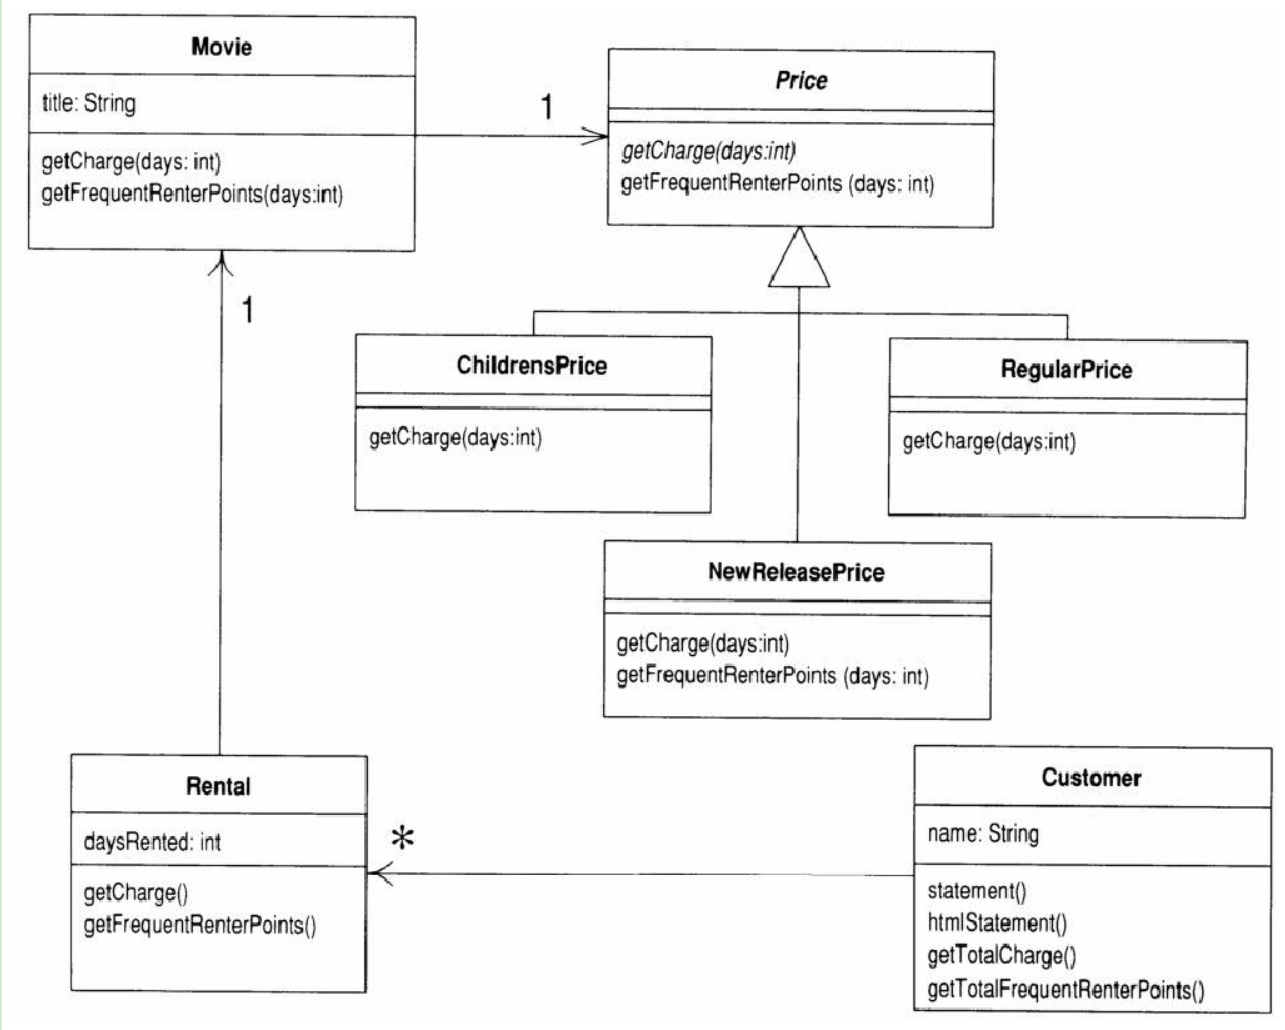 Movie
title: String
getCharge(days: int)
getFrequentRenterPoints(days:int)
1
Price
getCharge(days:int)
getFrequentRenterPoints (days: int)
1
ChildrensPrice
getCharge(days:int)
RegularPrice
getCharge(days:int)
NewReleasePrice
getCharge(days:int)
getFrequentRenterPoints (days: int)
Rental
daysRented: int
getCharge()
getFrequentRenterPoints()
*
Customer
name: String
statement()
htmlStatement()
getTotalCharge()
getTotalFrequentRenterPoints()